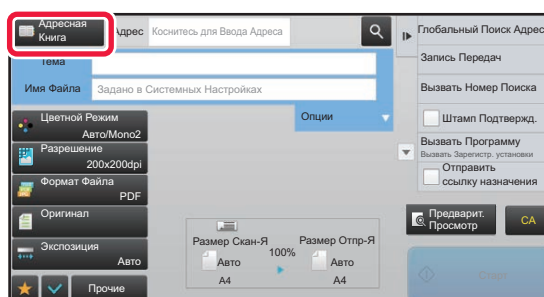 Адресная
Книга
Адрес
Коснитесь для Ввода Адреса
Тема
Имя Файла
Задано в Системных Настройках
Цветной Режим
Авто/Mono2
Опции
Разрешение
200x200dpi
Формат Файла
PDF
Оригинал
Экспозиция
Авто
Прочие
Размер Скан-Я
100%
Размер Отпр-Я
Авто
A4
Авто
A4
Глобальный Поиск Адрес
Запись Передач
Вызвать Номер Поиска
Штамп Подтвержд.
Вызвать Программу
Вызвать Зарегистр. установки
Отправить
ссылку назначения
Предварит.
Просмотр
CA
Старт